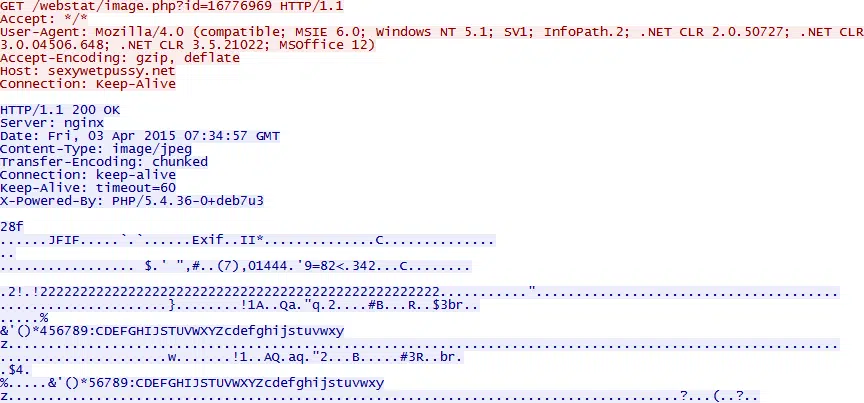 GET /webstat/image.php?id=16776969 HTTP/1.1
Accept: */*
User-Agent: Mozilla/4.0 (compatible; MSIE 6.0; Windows NT 5.1; SV1; InfoPath.2; .NET CLR 2.0.50727; .NET CLR
3.0.04506.648; .NET CLR 3.5.21022; MSOffice 12)
Accept-Encoding: gzip, deflate
Host: sexywetpussy.net
Connection: Keep-Alive
HTTP/1.1 200 OK
Server: nginx
Date: Fri, 03 Apr 2015 07:34:57 GMT
Content-Type: image/jpeg
Transfer-Encoding: chunked
Connection: keep-alive
Keep-Alive: timeout=60
X-Powered-By: PHP/5.4.36-0+deb7u3
28f
......JFIF.....`.`......Exif..II*..............C..............
..
................. $.' ",#..(7),01444.'9=82<.342...C........
.2!.!22222222222222222222222222222222222222222222222222..........."......................................
.....................}........!1A..Qa."q.2....#B...R..$3br..
.....%
&'()*456789:CDEFGHIJSTUVWXYZcdefghijstuvwxy
z........................................................................................................
.....................w.......!1..AQ.aq."2...B.....#3R..br.
.$4.
%.....&'()*56789:CDEFGHIJSTUVWXYZcdefghijstuvwxy
z....................................................................................?...(..?..